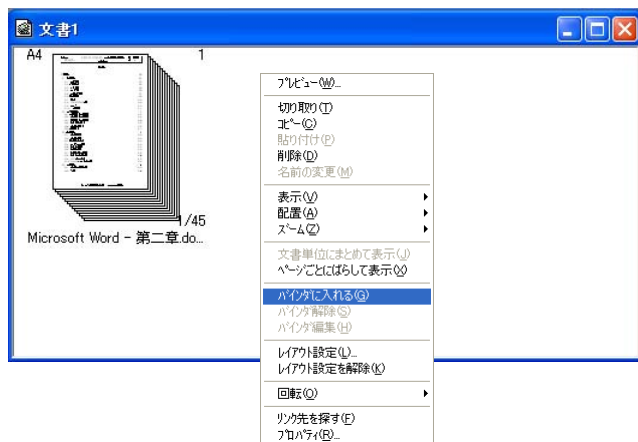 文書1
A4 1
1/45
Microsoft Word - 第二章.do...
プレビュー(W)...
切り取り(T)
コピー(C)
貼り付け(P)
削除(D)
名前の変更(M)
表示(V)
配置(A)
ズーム(Z)
文書単位にまとめて表示(J)
ページごとにばらして表示(X)
バインダに入れる(G)
バインダ解除(S)
バインダ編集(H)
レイアウト設定(L)...
レイアウト設定を解除(K)
回転(O)
リンク先を探す(F)
プロパティ(R)...